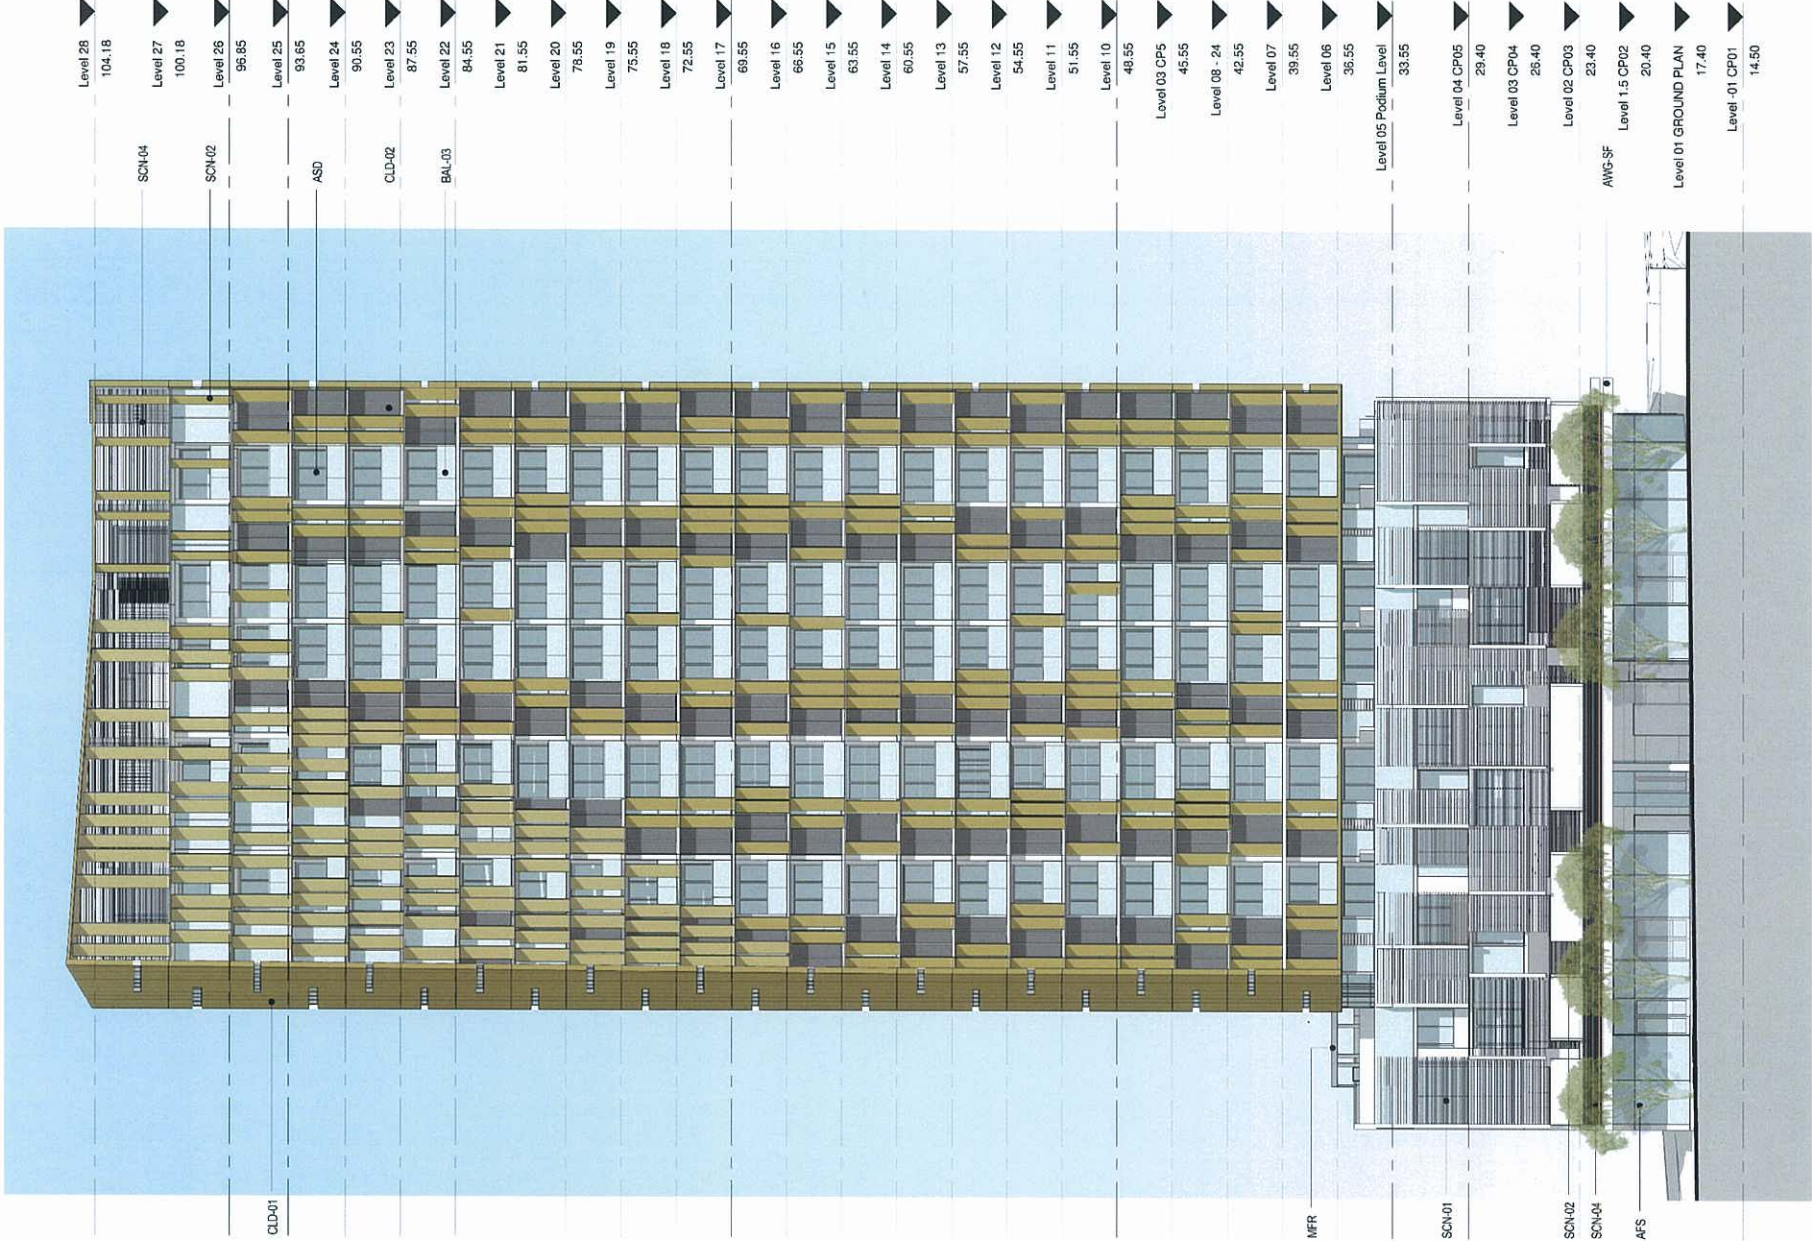 Level 28
104.18
Level 27
100.18
Level 26
96.85
Level 25
93.65
Level 24
90.55
Level 23
87.55
Level 22
84.55
Level 21
81.55
Level 20
78.55
Level 19
75.55
Level 18
72.55
Level 17
69.55
Level 16
66.55
Level 15
63.55
Level 14
60.55
Level 13
57.55
Level 12
54.55
Level 11
51.55
Level 10
48.55
Level 03 CP5
45.55
Level 08 - 24
42.55
Level 07
39.55
Level 06
36.55
Level 05 Podium Level
33.55
Level 04 CP05
29.40
Level 03 CP04
26.40
Level 02 CP03
23.40
Level 1.5 CP02
20.40
Level 01 GROUND PLAN
17.40
Level -01 CP01
14.50
SCN-04
SCN-02
ASD
CLD-02
BAL-03
AWG-SF
CLD-01
MFR
SCN-01
SCN-02
SCN-04
AFS